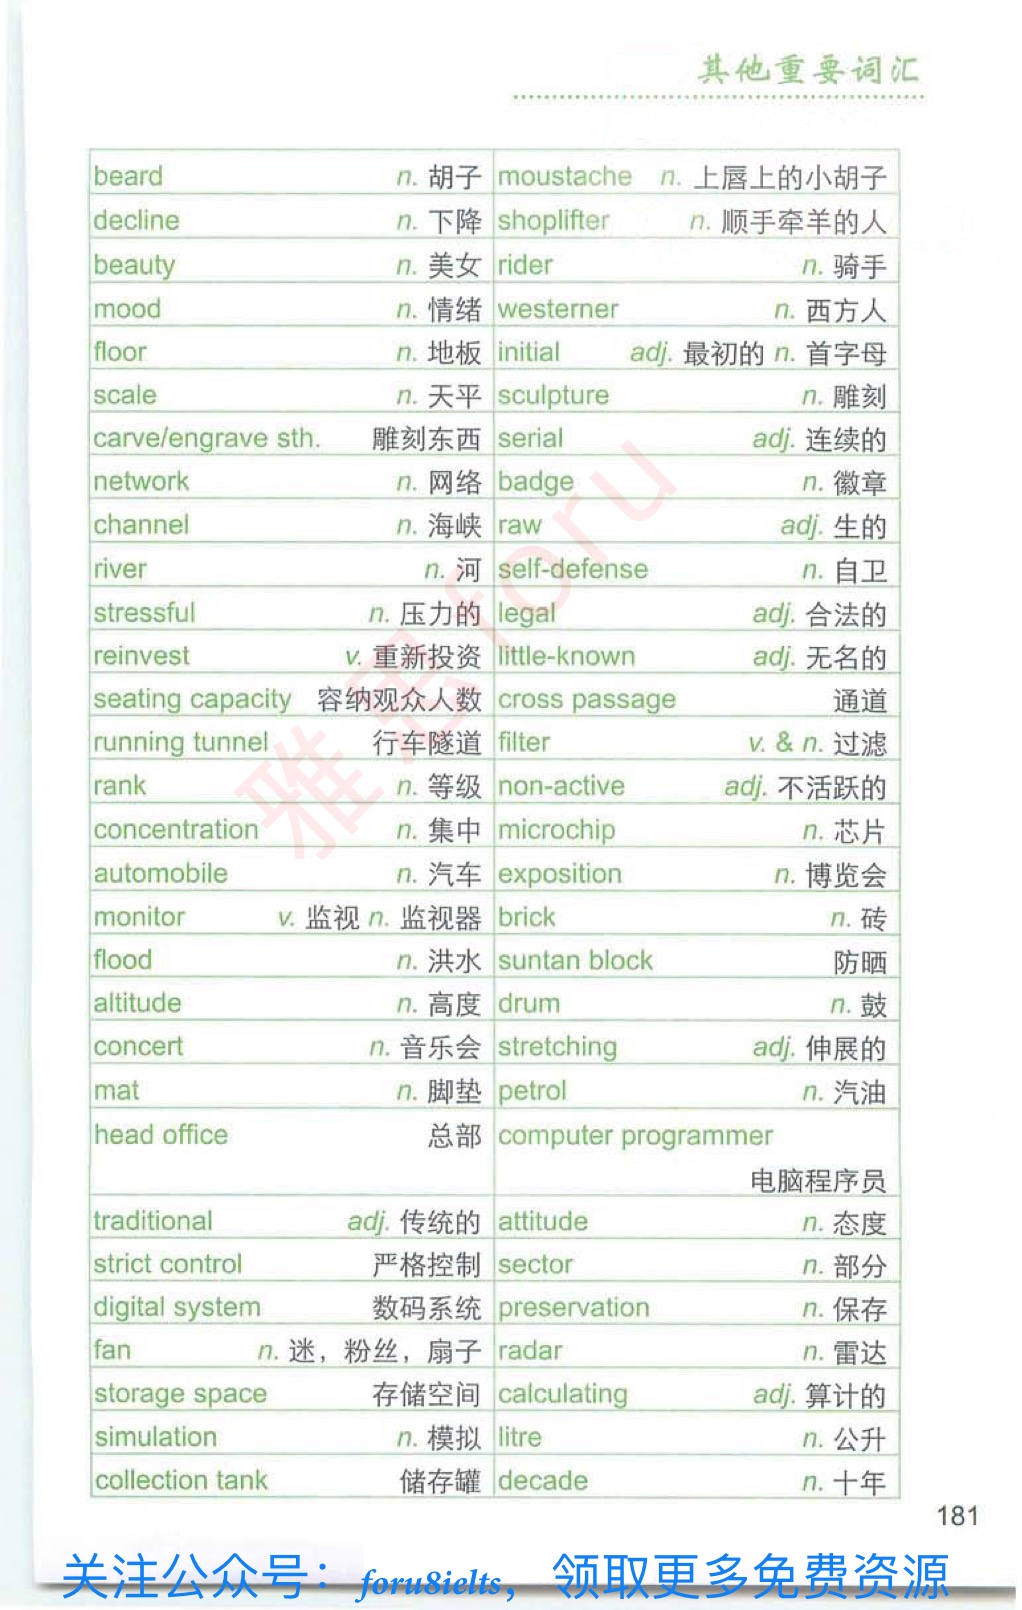 其他重要词汇
beard n. 胡子 moustache n. 上唇上的小胡子
decline n. 下降 shoplifter n. 顺手牵羊的人
beauty n. 美女 rider n. 骑手
mood n. 情绪 westerner n. 西方人
floor n. 地板 initial adj. 最初的 n. 首字母
scale n. 天平 sculpture n. 雕刻
carve/engrave sth. 雕刻东西 serial adj. 连续的
network n. 网络 badge n. 徽章
channel n. 海峡 raw adj. 生的
river n. 河 self-defense n. 自卫
stressful n. 压力的 legal adj. 合法的
reinvest v. 重新投资 little-known adj. 无名的
seating capacity 容纳观众人数 cross passage 通道
running tunnel 行车隧道 filter v. & n. 过滤
rank n. 等级 non-active adj. 不活跃的
concentration n. 集中 microchip n. 芯片
automobile n. 汽车 exposition n. 博览会
monitor v. 监视 n. 监视器 brick n. 砖
flood n. 洪水 suntan block 防晒
altitude n. 高度 drum n. 鼓
concert n. 音乐会 stretching adj. 伸展的
mat n. 脚垫 petrol n. 汽油
head office 总部 computer programmer
电脑程序员
traditional adj. 传统的 attitude n. 态度
strict control 严格控制 sector n. 部分
digital system 数码系统 preservation n. 保存
fan n. 迷，粉丝，扇子 radar n. 雷达
storage space 存储空间 calculating adj. 算计的
simulation n. 模拟 litre n. 公升
collection tank 储存罐 decade n. 十年
雅思foru
181
关注公众号：foru8ielts，领取更多免费资源